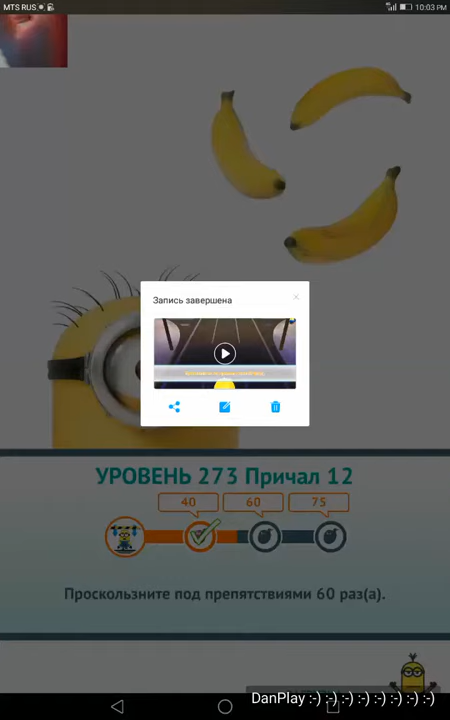 MTS RUS
10:03 PM
Запись завершена
УРОВЕНЬ 273 Причал 12
40 60 75
Проскользните под препятствиями 60 раз(а).
DanPlay :-) :-) :-) :-) :-) :-) :-) :-)